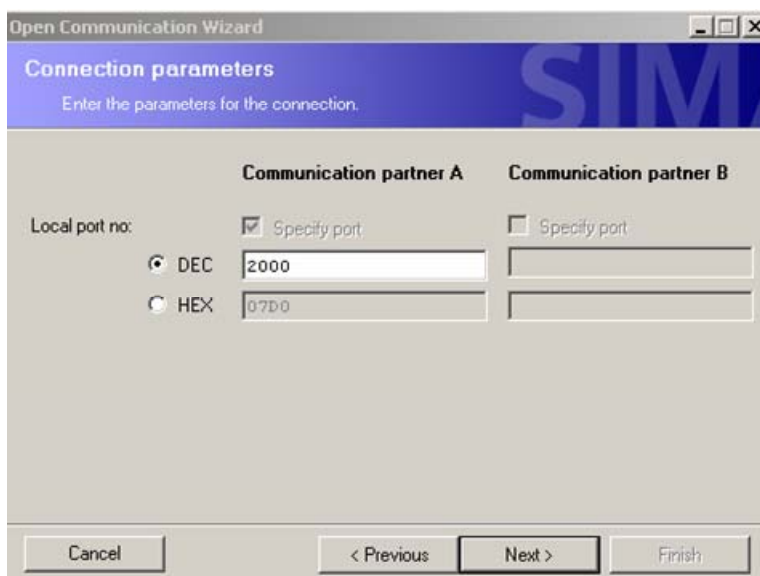 Open Communication Wizard
Connection parameters
Enter the parameters for the connection.
SIMA
Communication partner A Communication partner B
Local port no: Specify port Specify port
DEC 2000
HEX 07D0
Cancel < Previous Next > Finish